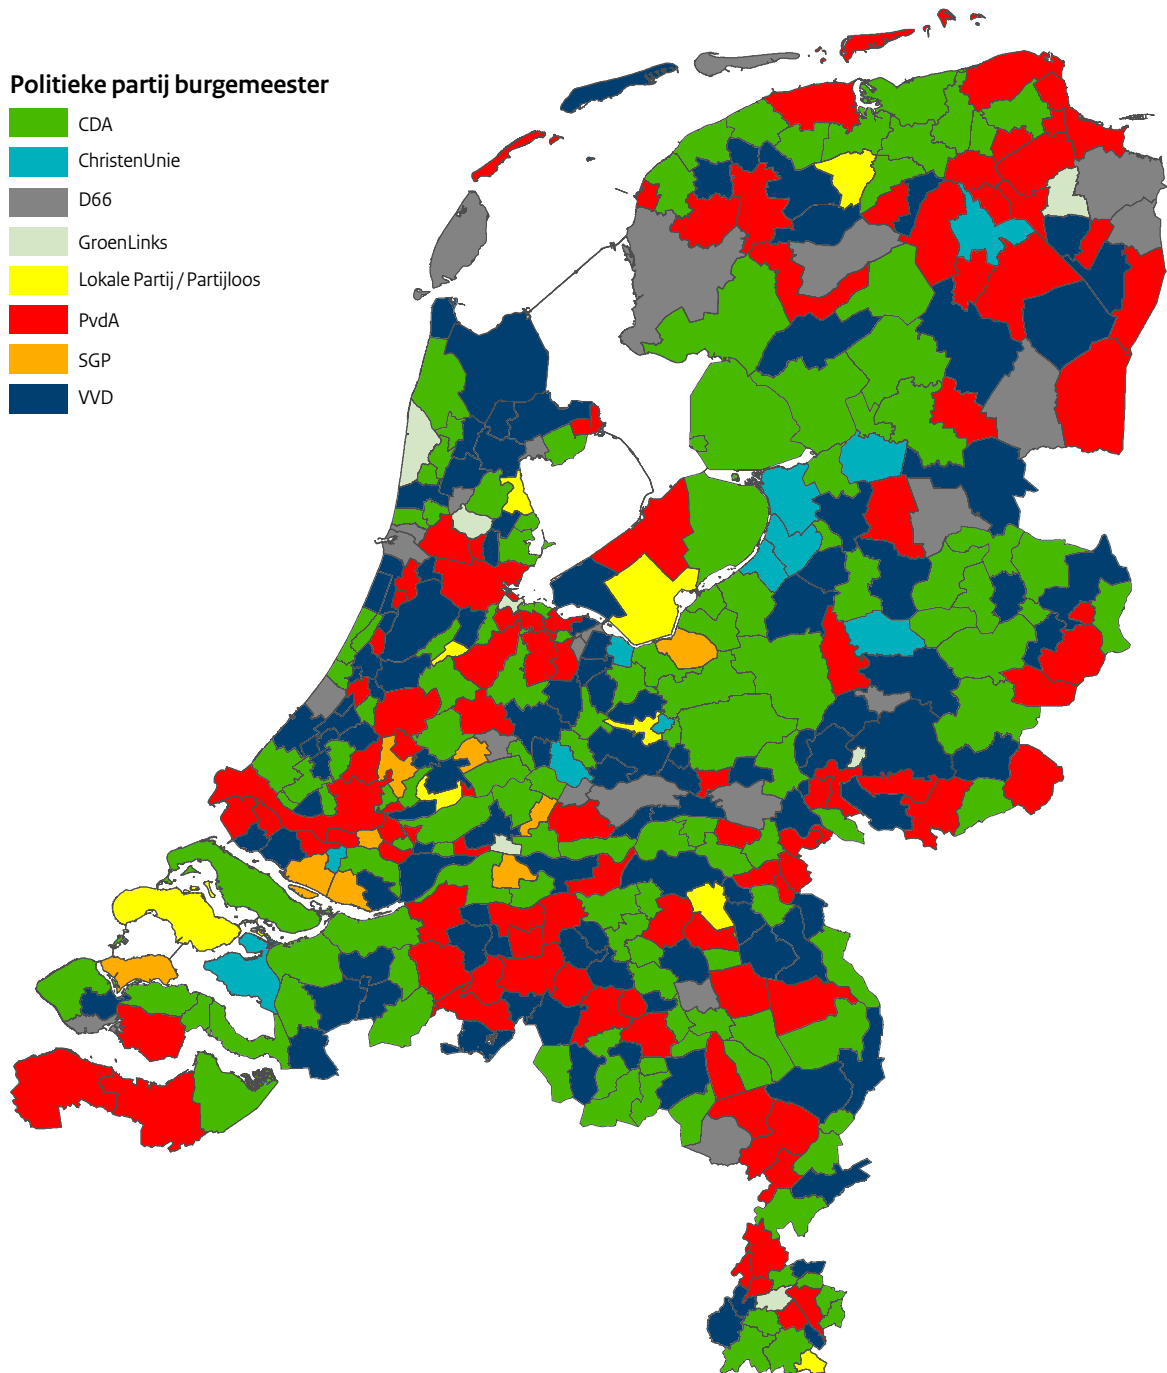 Politieke partij burgemeester
CDA
ChristenUnie
D66
GroenLinks
Lokale Partij / Partijloos
PvdA
SGP
VVD